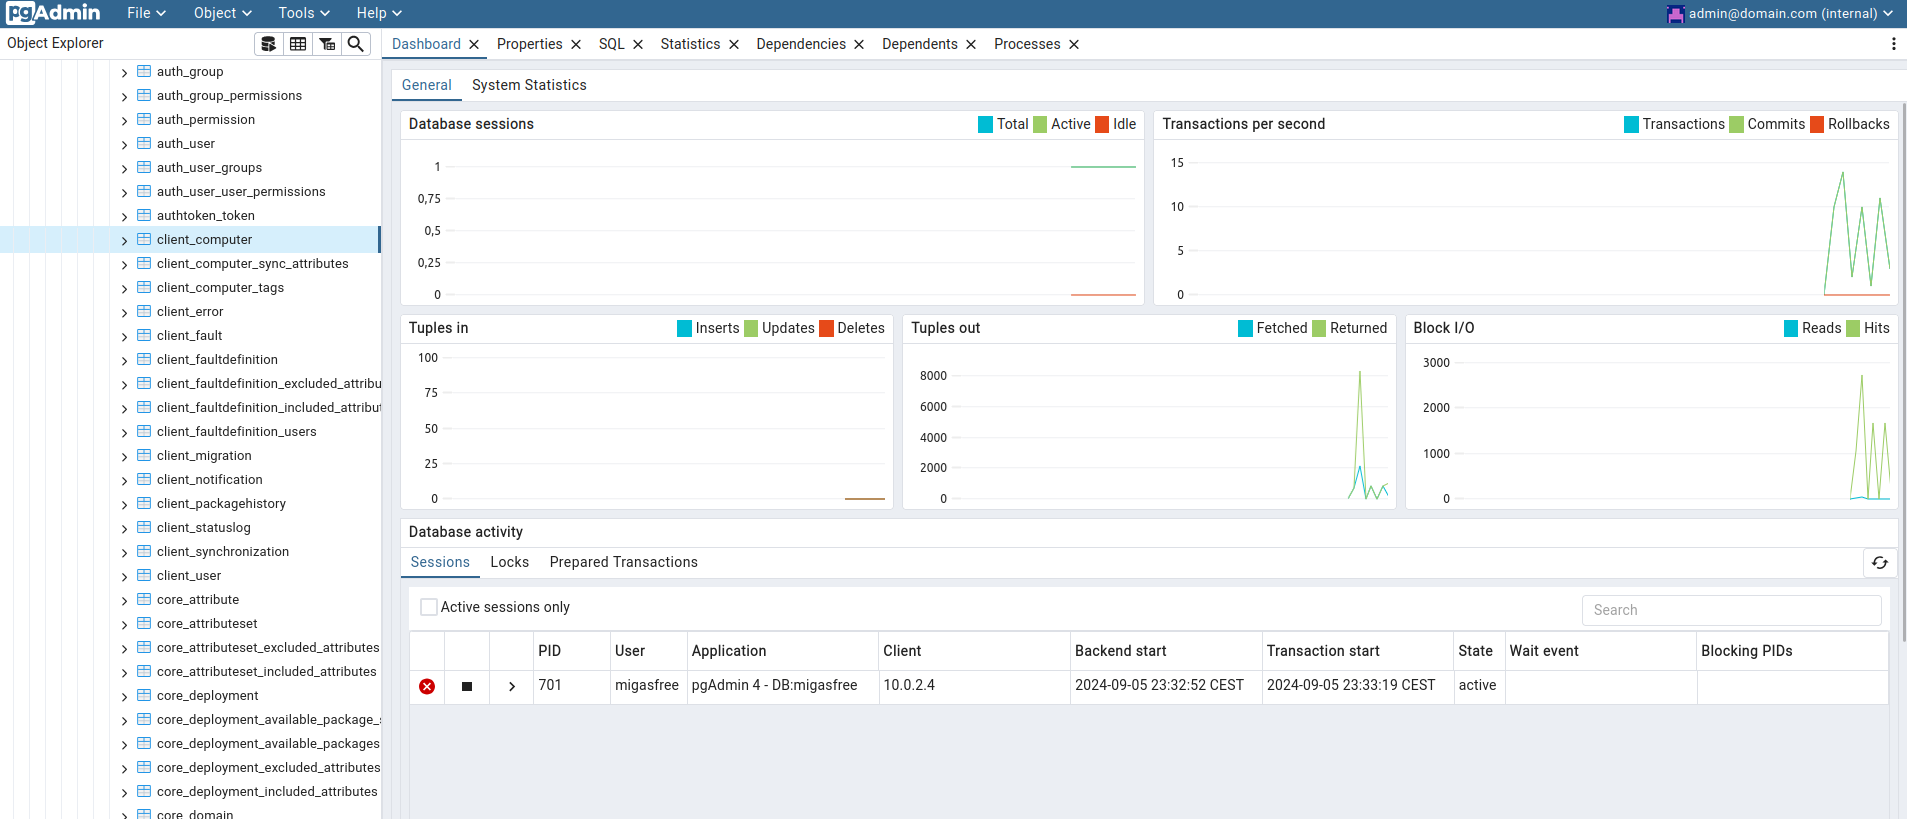 pgAdmin File Object Tools Help admin@domain.com (internal)
Object Explorer
Dashboard Properties SQL Statistics Dependencies Dependents Processes
auth_group
auth_group_permissions
auth_permission
auth_user
auth_user_groups
auth_user_user_permissions
authtoken_token
client_computer
client_computer_sync_attributes
client_computer_tags
client_error
client_fault
client_faultdefinition
client_faultdefinition_excluded_attribu
client_faultdefinition_included_attribut
client_faultdefinition_users
client_migration
client_notification
client_packagehistory
client_statuslog
client_synchronization
client_user
core_attribute
core_attributeset
core_attributeset_excluded_attributes
core_attributeset_included_attributes
core_deployment
core_deployment_available_package_s
core_deployment_available_packages
core_deployment_excluded_attributes
core_deployment_included_attributes
core_domain
General System Statistics
Database sessions Total Active Idle
1
0,75
0,5
0,25
0
Transactions per second Transactions Commits Rollbacks
15
10
5
0
Tuples in Inserts Updates Deletes
100
75
50
25
0
Tuples out Fetched Returned
8000
6000
4000
2000
0
Block I/O Reads Hits
3000
2000
1000
0
Database activity
Sessions Locks Prepared Transactions
Active sessions only Search
PID User Application Client Backend start Transaction start State Wait event Blocking PIDs
701 migasfree pgAdmin 4 - DB:migasfree 10.0.2.4 2024-09-05 23:32:52 CEST 2024-09-05 23:33:19 CEST active